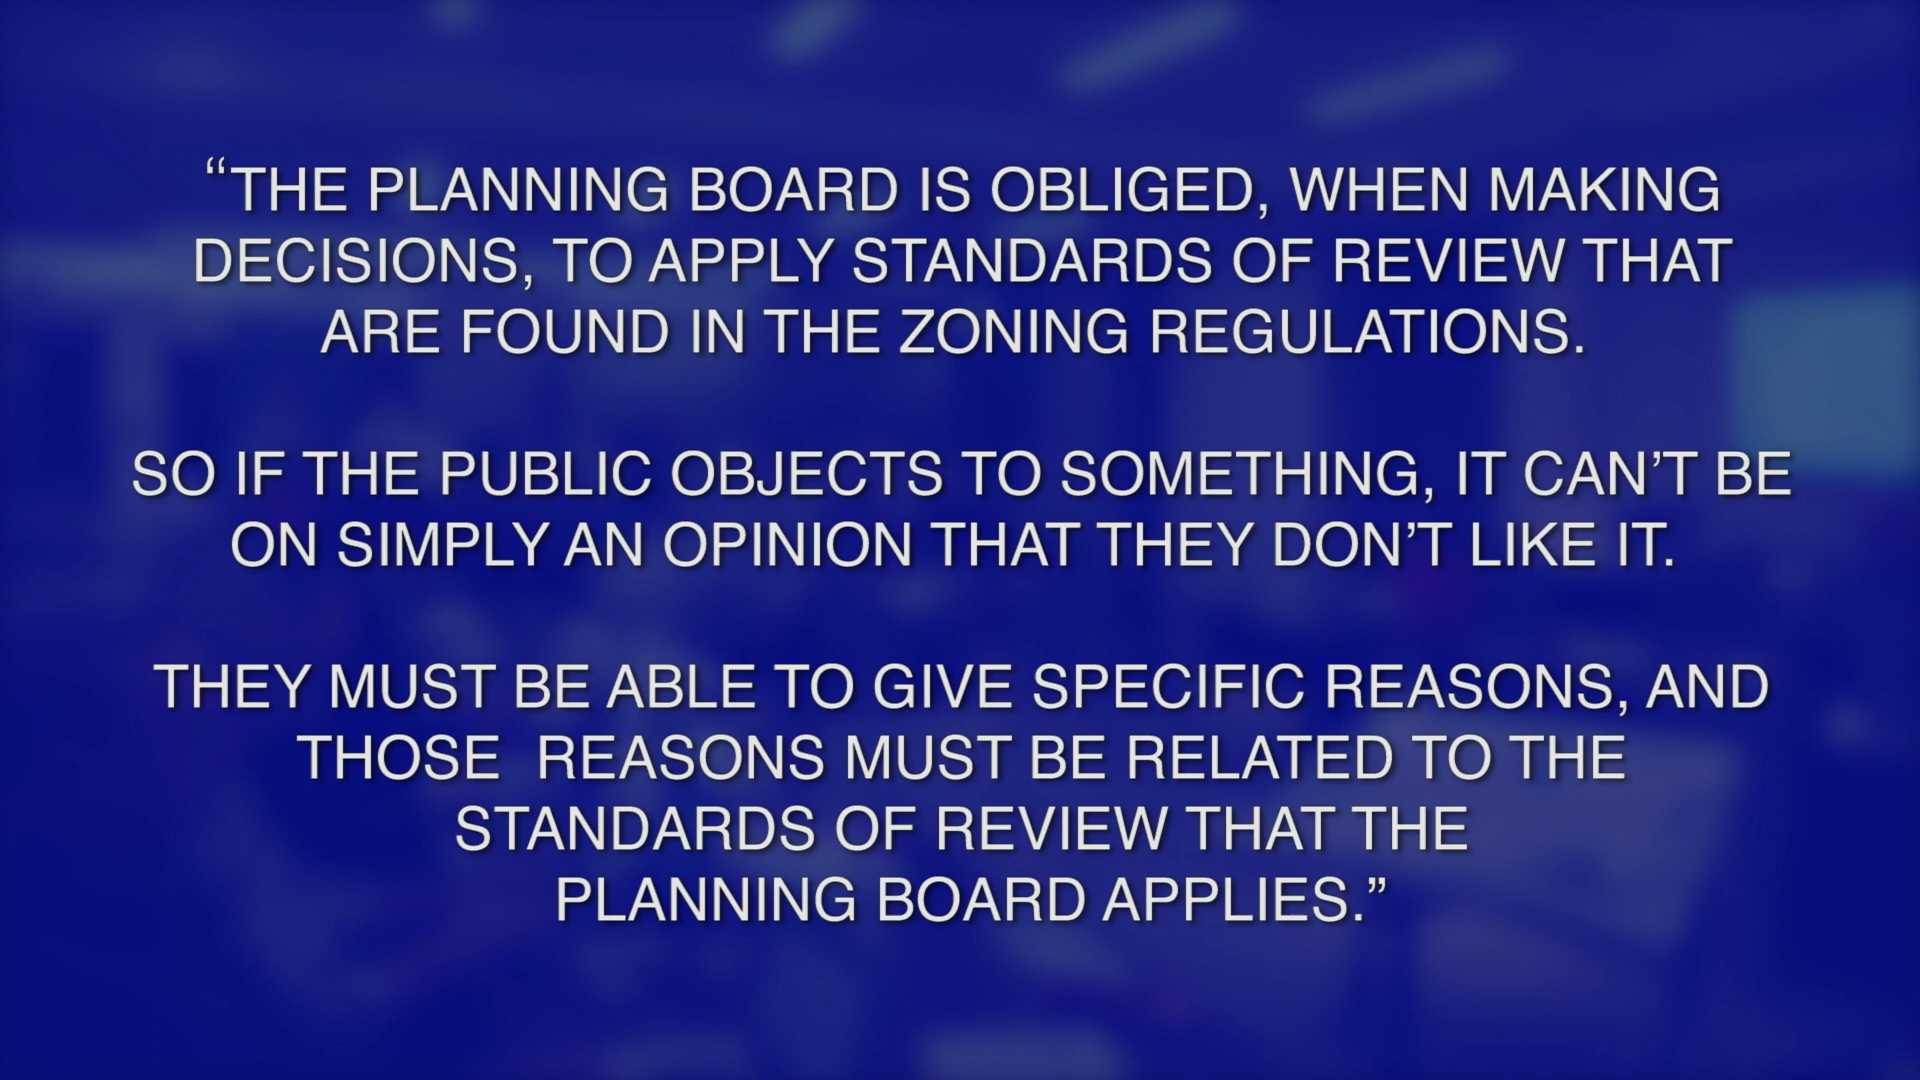 “THE PLANNING BOARD IS OBLIGED, WHEN MAKING
DECISIONS, TO APPLY STANDARDS OF REVIEW THAT
ARE FOUND IN THE ZONING REGULATIONS.
SO IF THE PUBLIC OBJECTS TO SOMETHING, IT CAN’T BE
ON SIMPLY AN OPINION THAT THEY DON’T LIKE IT.
THEY MUST BE ABLE TO GIVE SPECIFIC REASONS, AND
THOSE  REASONS MUST BE RELATED TO THE
STANDARDS OF REVIEW THAT THE
PLANNING BOARD APPLIES.”